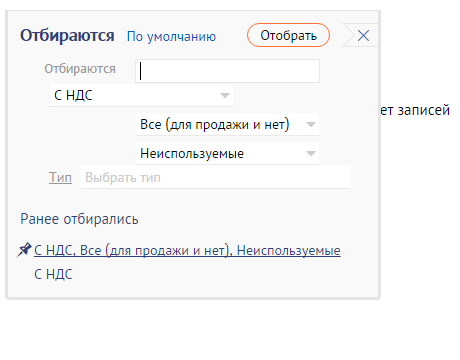 Отбираются По умолчанию Отобрать
Отбираются
С НДС
ет записей
Все (для продажи и нет)
Неиспользуемые
Тип Выбрать тип
Ранее отбирались
С НДС, Все (для продажи и нет), Неиспользуемые
С НДС